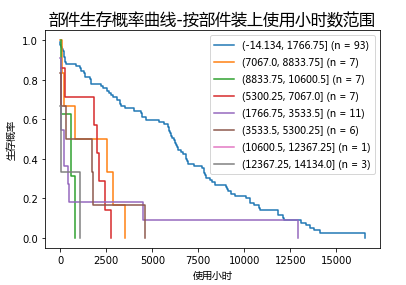 部件生存概率曲线-按部件装上使用小时数范围
1.0
0.8
0.6
0.4
0.2
0.0
生存概率
(-14.134, 1766.75] (n = 93)
(7067.0, 8833.75] (n = 7)
(8833.75, 10600.5] (n = 7)
(5300.25, 7067.0] (n = 7)
(1766.75, 3533.5] (n = 11)
(3533.5, 5300.25] (n = 6)
(10600.5, 12367.25] (n = 1)
(12367.25, 14134.0] (n = 3)
0 2500 5000 7500 10000 12500 15000
使用小时